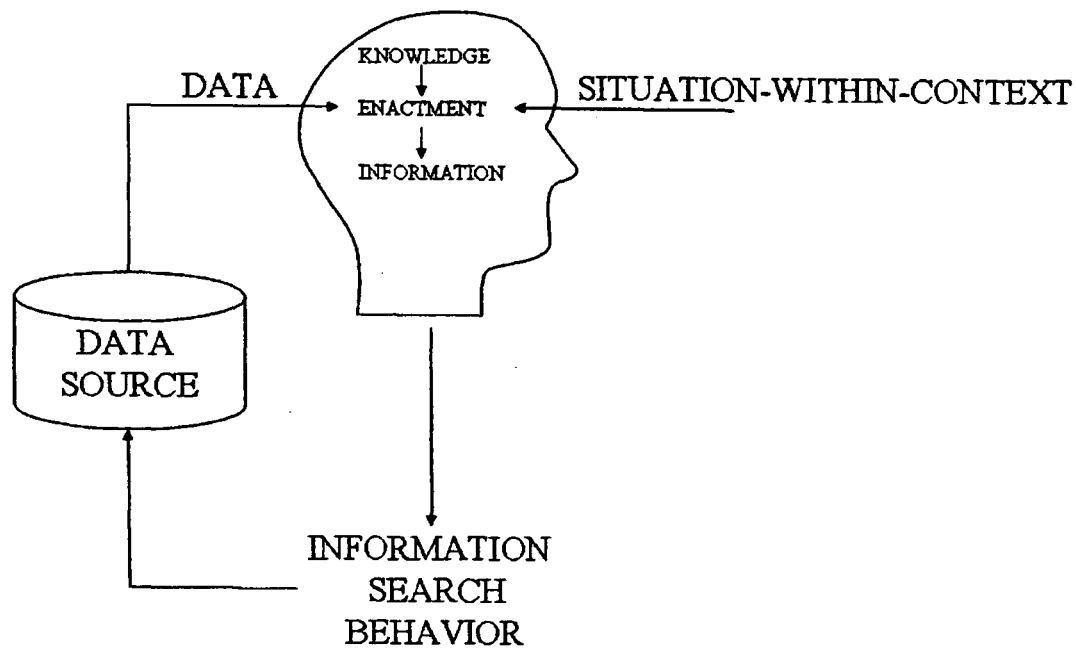 KNOWLEDGE
DATA
SITUATION-WITHIN-CONTEXT
ENACTMENT
INFORMATION
DATA
SOURCE
INFORMATION
SEARCH
BEHAVIOR